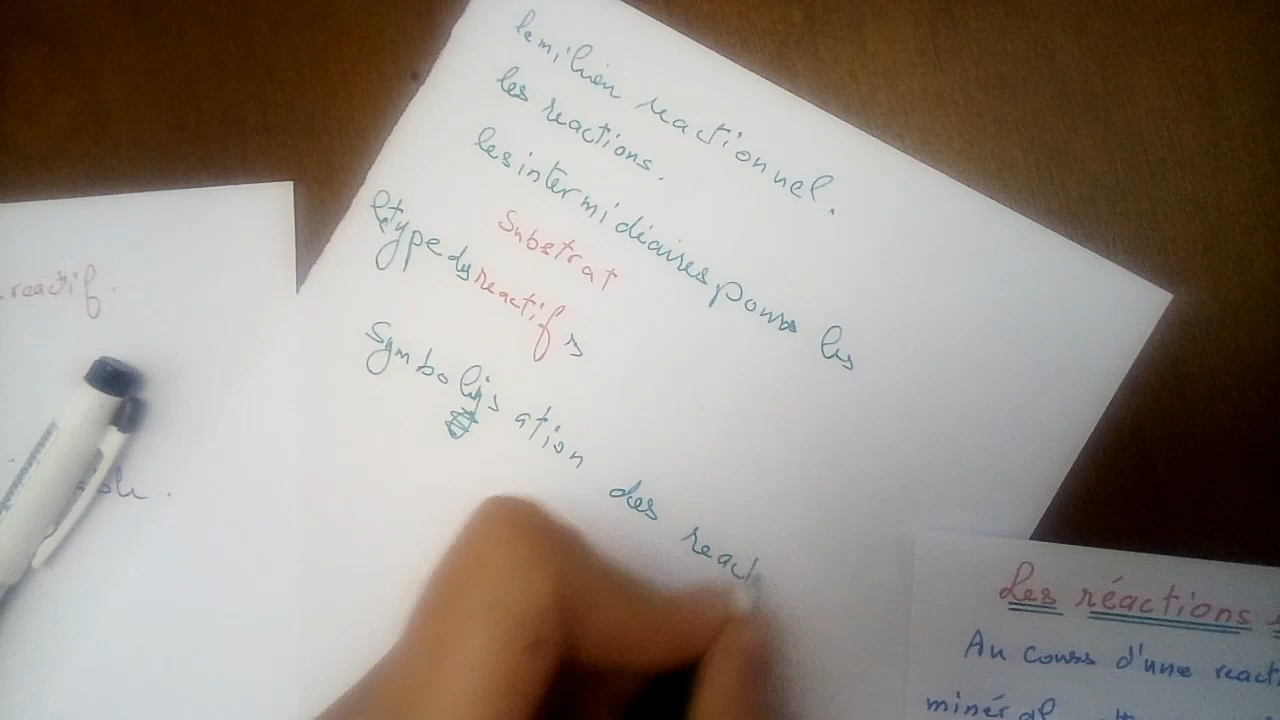 le milieu reactionnel.
les reactions.
les intermidiaires pour les
Substrat
le type du reactifs
Symbolisation des react
reactif.
Les réactions
Au cours d'une react
minéral